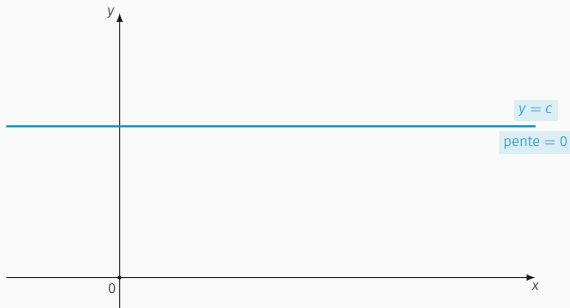 y
y = c
pente = 0
0
x